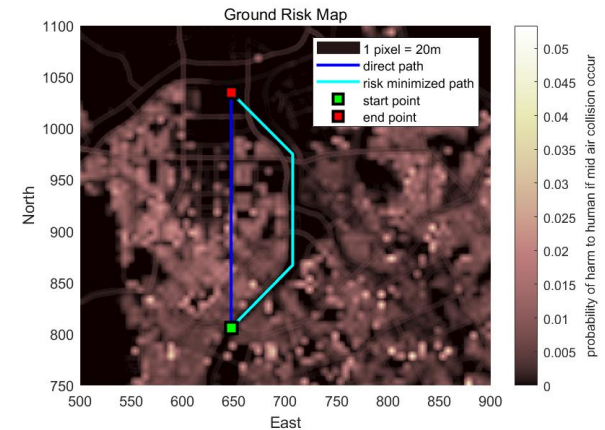 Ground Risk Map
1 pixel = 20m
direct path
risk minimized path
start point
end point
1100
1050
1000
950
900
850
800
750
North
500 550 600 650 700 750 800 850 900
East
0.05
0.045
0.04
0.035
0.03
0.025
0.02
0.015
0.01
0.005
0
probability of harm to human if mid air collision occur